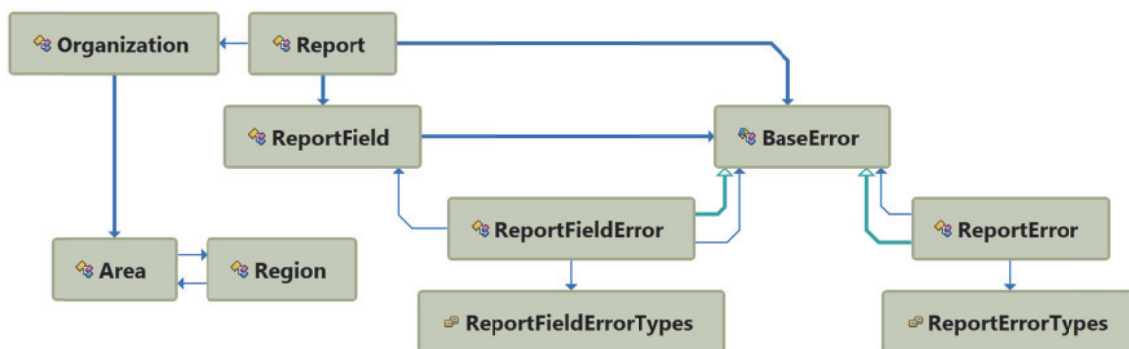 Organization
Report
ReportField
BaseError
ReportFieldError
ReportError
Area
Region
ReportFieldErrorTypes
ReportErrorTypes